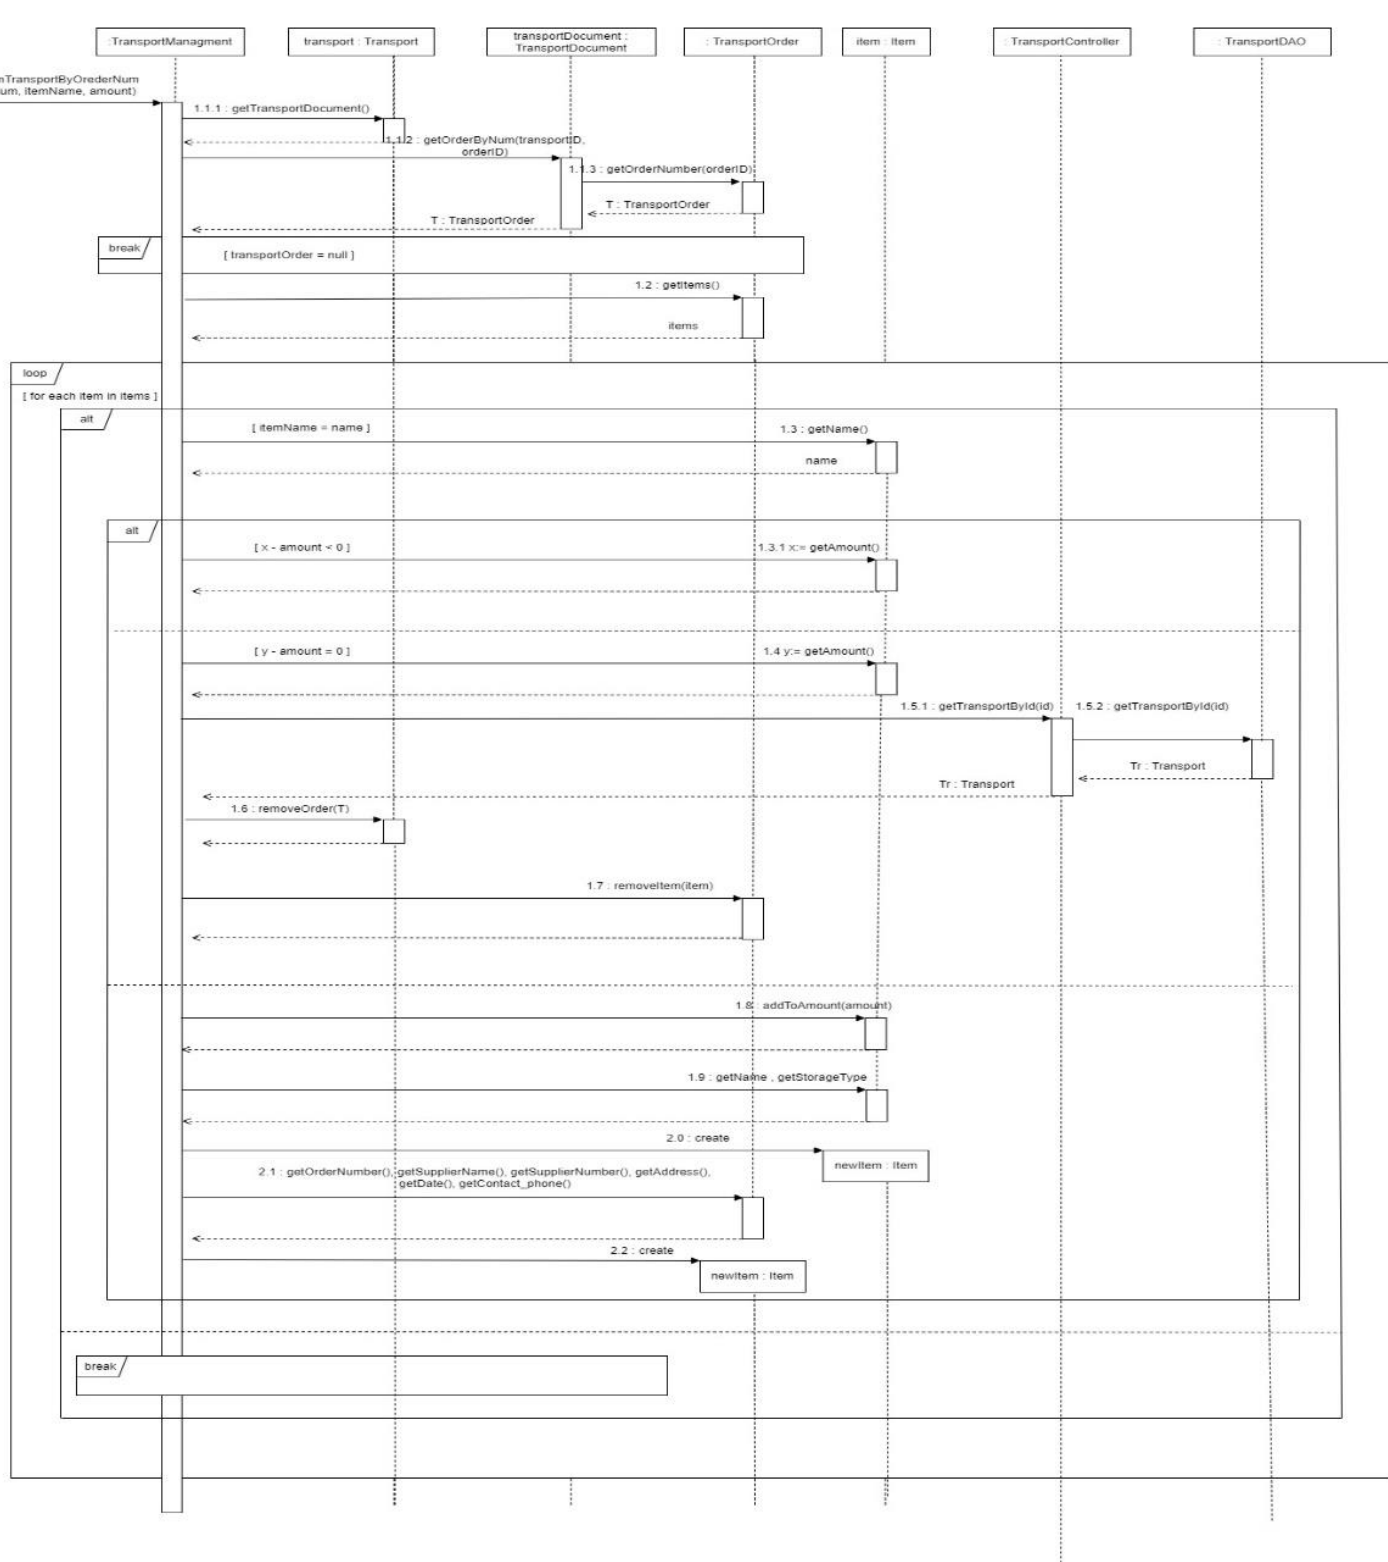 :TransportManagment
transport : Transport
transportDocument :
TransportDocument
: TransportOrder
item : Item
: TransportController
: TransportDAO
mTransportByOrederNum
um, itemName, amount)
1.1.1 : getTransportDocument()
1.1.2 : getOrderByNum(transportID,
orderID)
1.1.3 : getOrderNumber(orderID)
T : TransportOrder
T : TransportOrder
break
[ transportOrder = null ]
1.2 : getItems()
items
loop
[ for each item in items ]
alt
[ itemName = name ]
1.3 : getName()
name
alt
[ x - amount < 0 ]
1.3.1 x:= getAmount()
[ y - amount = 0 ]
1.4 y:= getAmount()
1.5.1 : getTransportById(id)
1.5.2 : getTransportById(id)
Tr : Transport
Tr : Transport
1.6 : removeOrder(T)
1.7 : removeItem(item)
1.8 : addToAmount(amount)
1.9 : getName , getStorageType
2.0 : create
newItem : Item
2.1 : getOrderNumber(), getSupplierName(), getSupplierNumber(), getAddress(),
getDate(), getContact_phone()
2.2 : create
newItem : Item
break